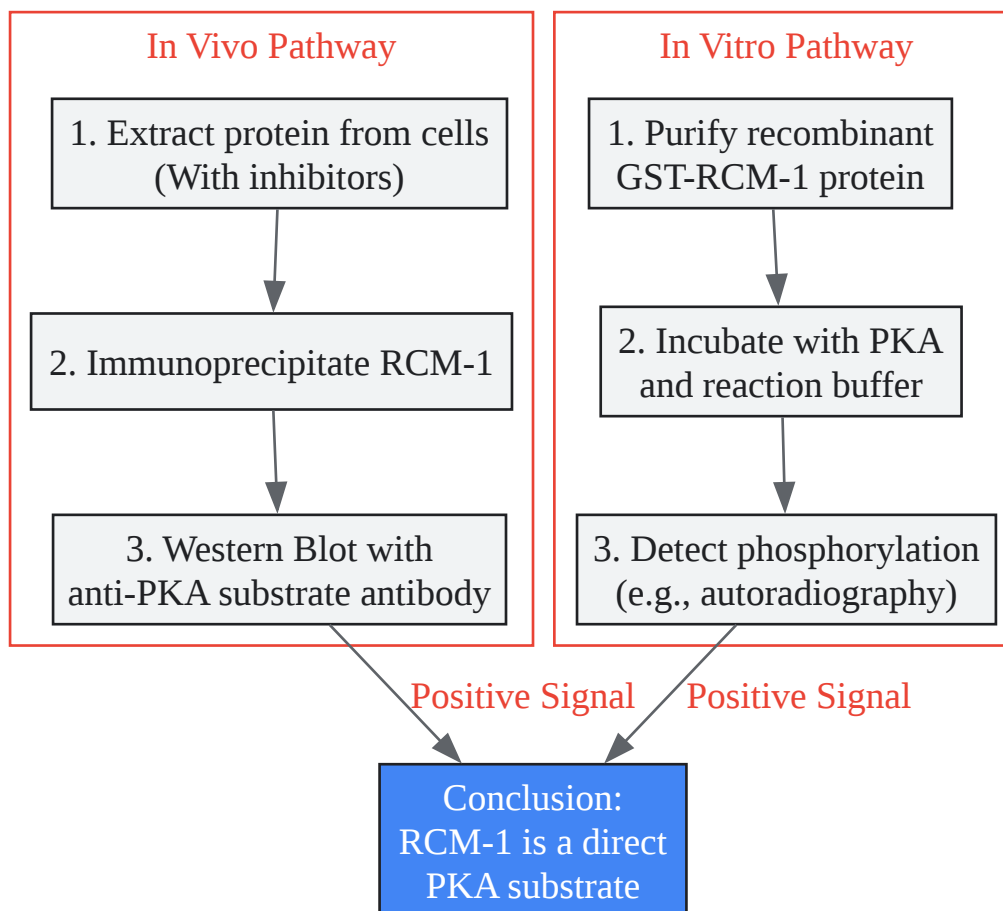 In Vivo Pathway
1. Extract protein from cells
(With inhibitors)
2. Immunoprecipitate RCM-1
3. Western Blot with
anti-PKA substrate antibody
Positive Signal
In Vitro Pathway
1. Purify recombinant
GST-RCM-1 protein
2. Incubate with PKA
and reaction buffer
3. Detect phosphorylation
(e.g., autoradiography)
Positive Signal
Conclusion:
RCM-1 is a direct
PKA substrate